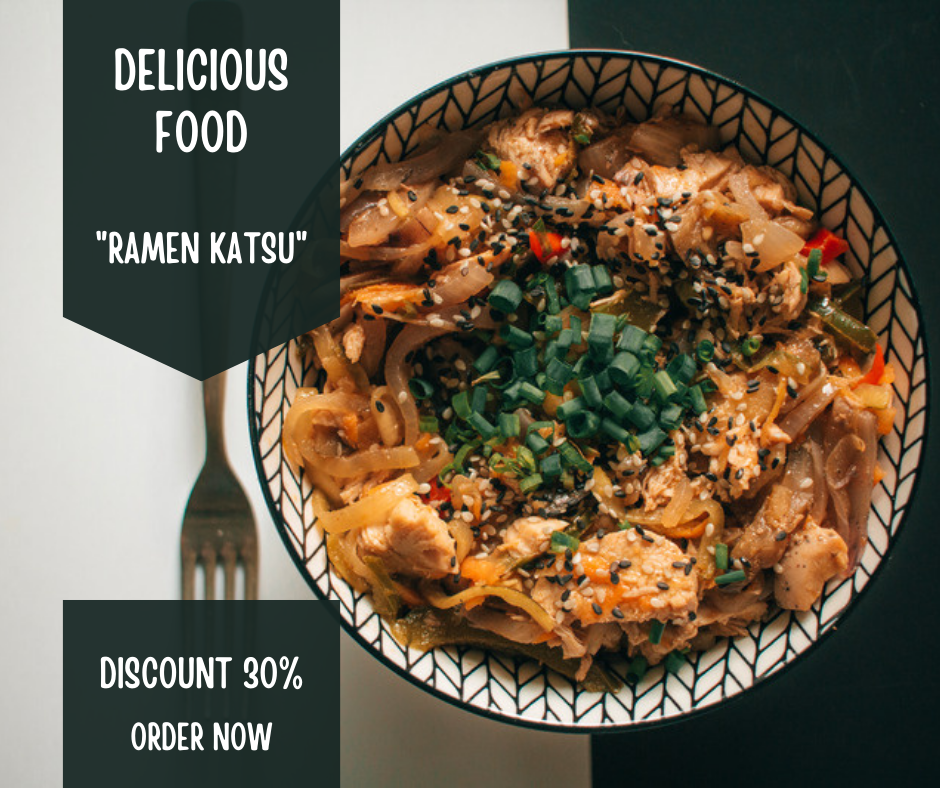 DELICIOUS
FOOD
"RAMEN KATSU"
DISCOUNT 30%
ORDER NOW